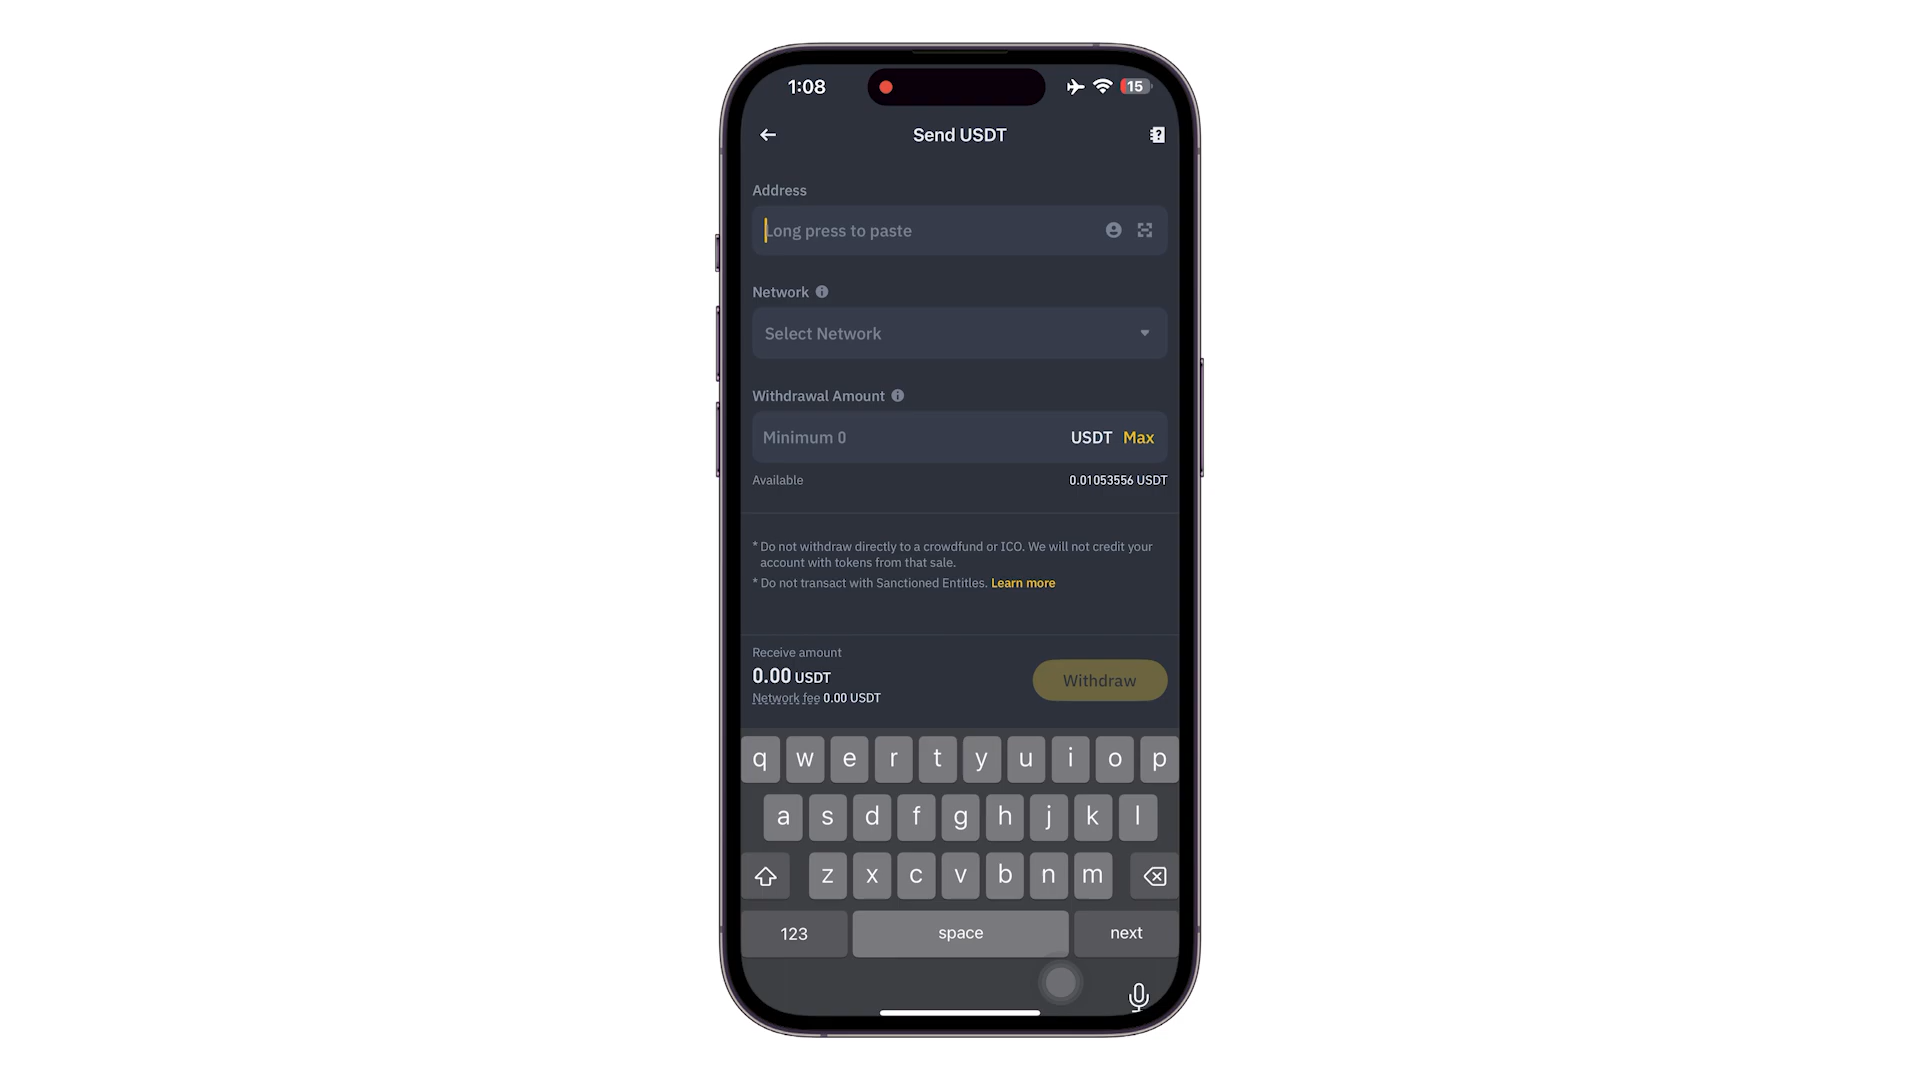 1:08
15
Send USDT
Address
Long press to paste
Network
Select Network
Withdrawal Amount
Minimum 0 USDT Max
Available 0.01053556 USDT
* Do not withdraw directly to a crowdfund or ICO. We will not credit your
account with tokens from that sale.
* Do not transact with Sanctioned Entitles. Learn more
Receive amount
0.00 USDT
Network fee 0.00 USDT
Withdraw
q w e r t y u i o p
a s d f g h j k l
z x c v b n m
123 space next